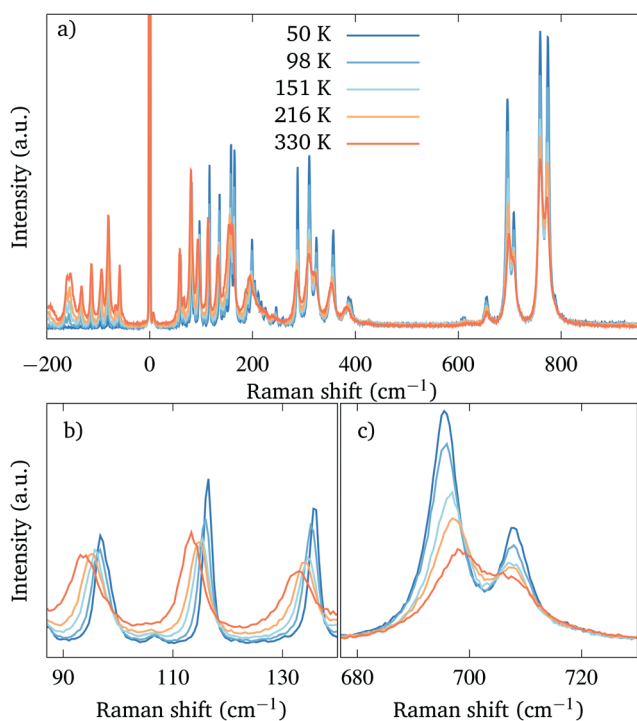 a)
50 K
98 K
151 K
216 K
330 K
Intensity (a.u.)
−200 0 200 400 600 800
Raman shift (cm−1)
b)
c)
Intensity (a.u.)
90 110 130 680 700 720
Raman shift (cm−1) Raman shift (cm−1)